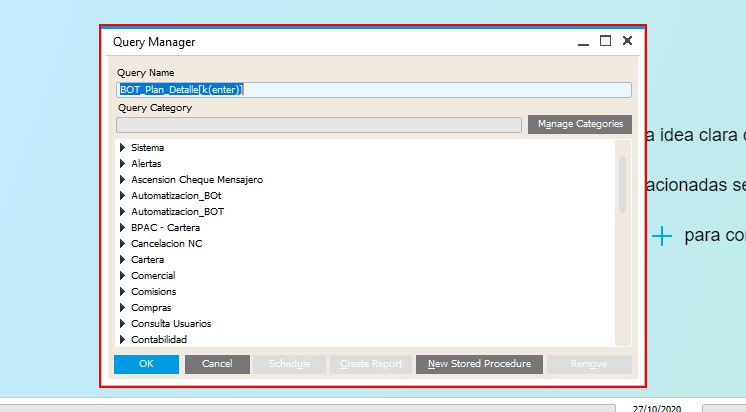 Query Manager
Query Name
BOT_Plan_Detalle[k(enter)]
Query Category
Manage Categories
Sistema
Alertas
Ascension Cheque Mensajero
Automatizacion_BOt
Automatizacion_BOT
BPAC - Cartera
Cancelacion NC
Cartera
Comercial
Comisions
Compras
Consulta Usuarios
Contabilidad
OK Cancel Schedule Create Report New Stored Procedure Remove
a idea clara
acionadas se
para co
27/10/2020